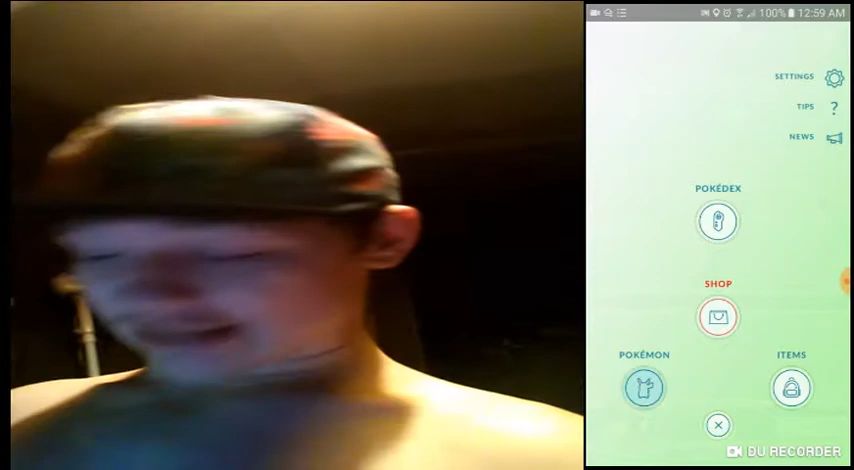 100% 12:59 AM
SETTINGS
TIPS
?
NEWS
POKÉDEX
SHOP
POKÉMON
ITEMS
DU RECORDER